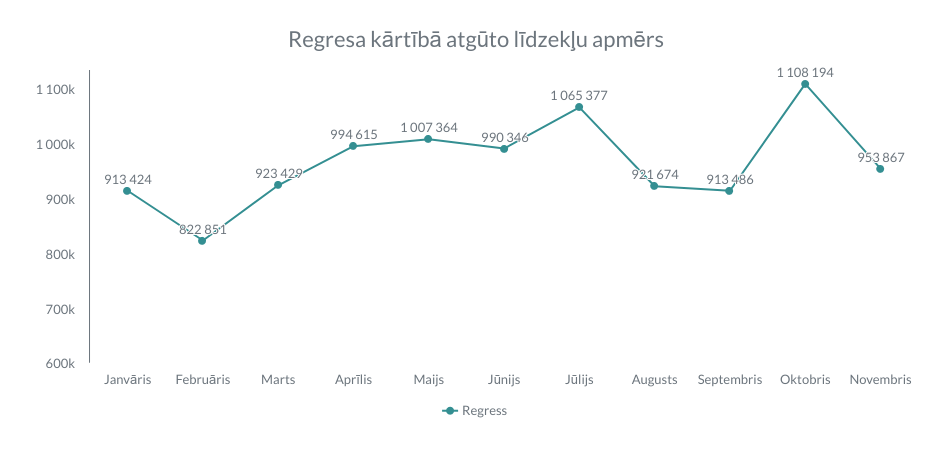 Regresa kārtībā atgūto līdzekļu apmērs
1 100k
1 000k
900k
800k
700k
600k
913 424
822 851
923 429
994 615
1 007 364
990 346
1 065 377
921 674
913 486
1 108 194
953 867
Janvāris Februāris Marts Aprīlis Maijs Jūnijs Jūlijs Augusts Septembris Oktobris Novembris
Regress